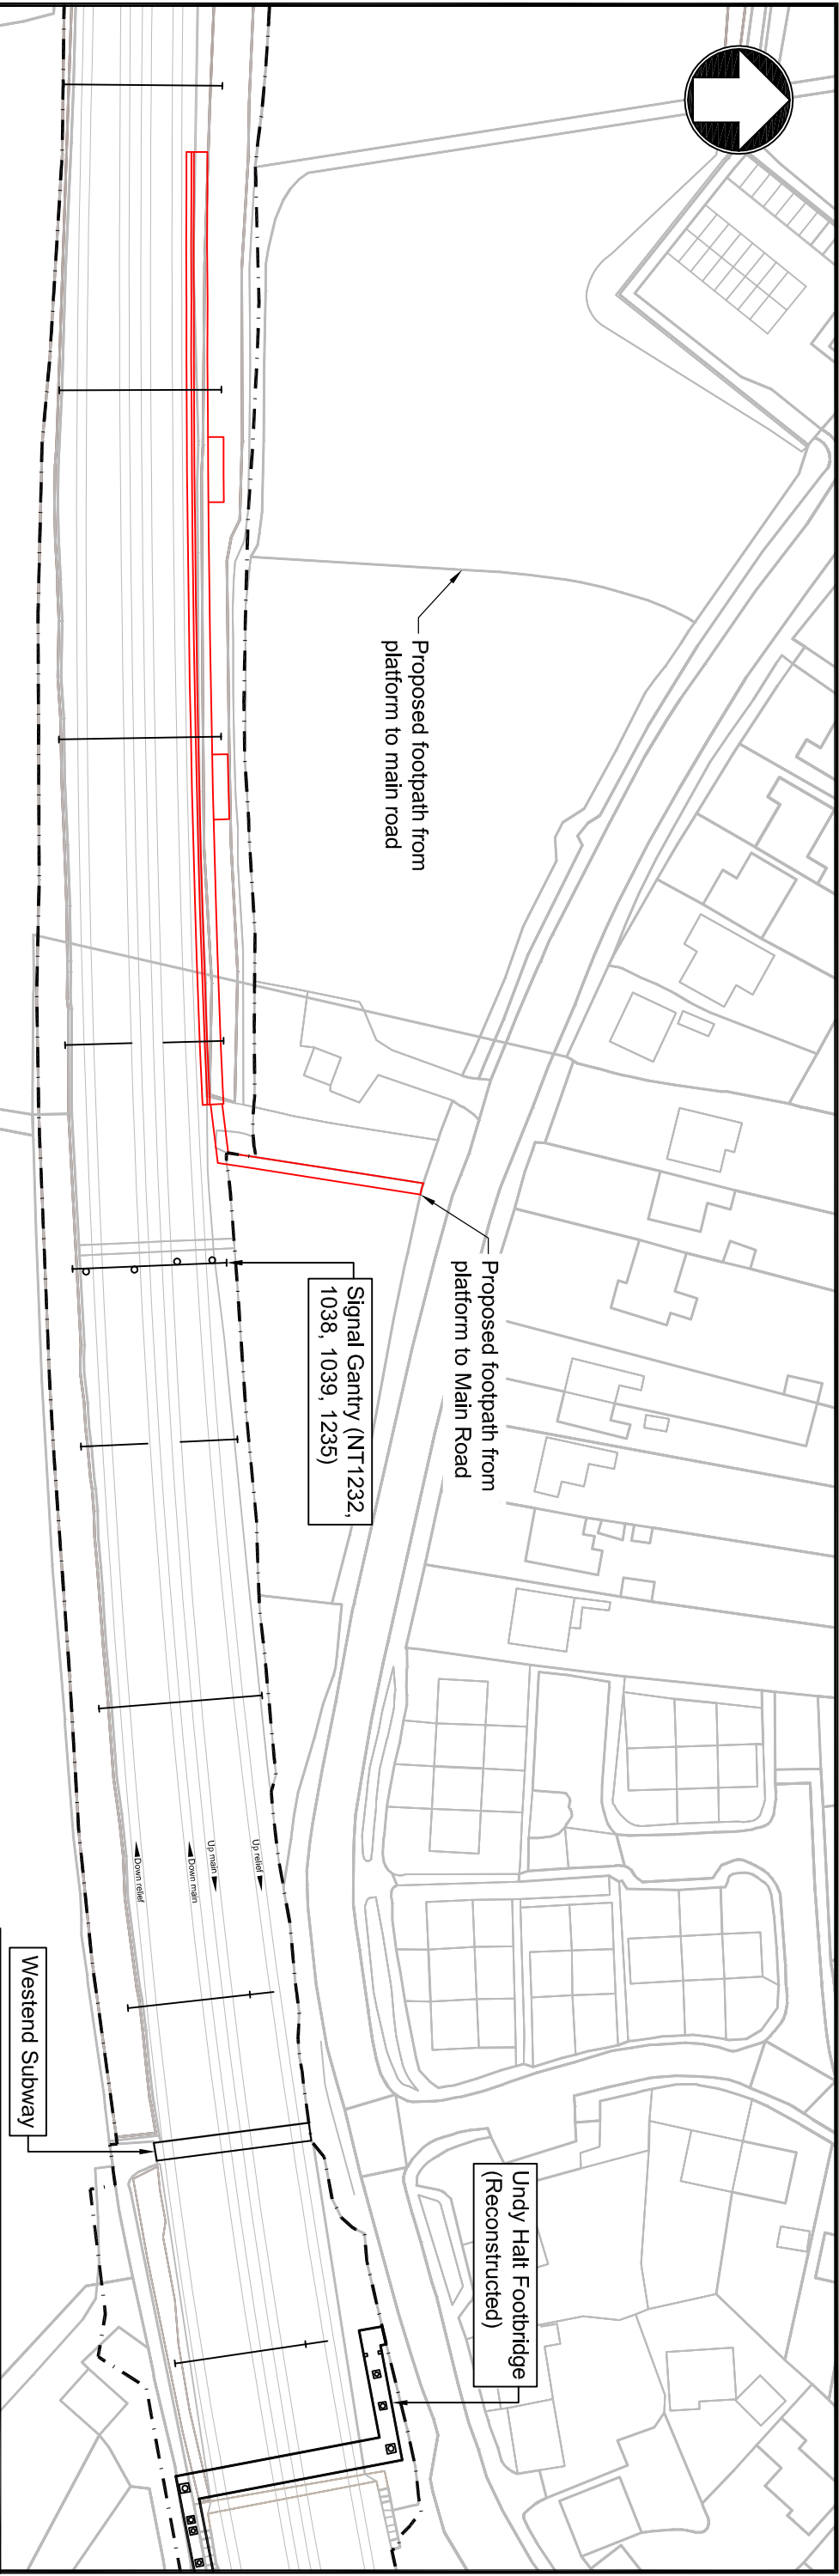 Proposed footpath from
platform to main road
Proposed footpath from
platform to Main Road
Signal Gantry (NT1232,
1038, 1039, 1235)
Up relief
Up main
Down main
Down relief
Westend Subway
Undy Halt Footbridge
(Reconstructed)